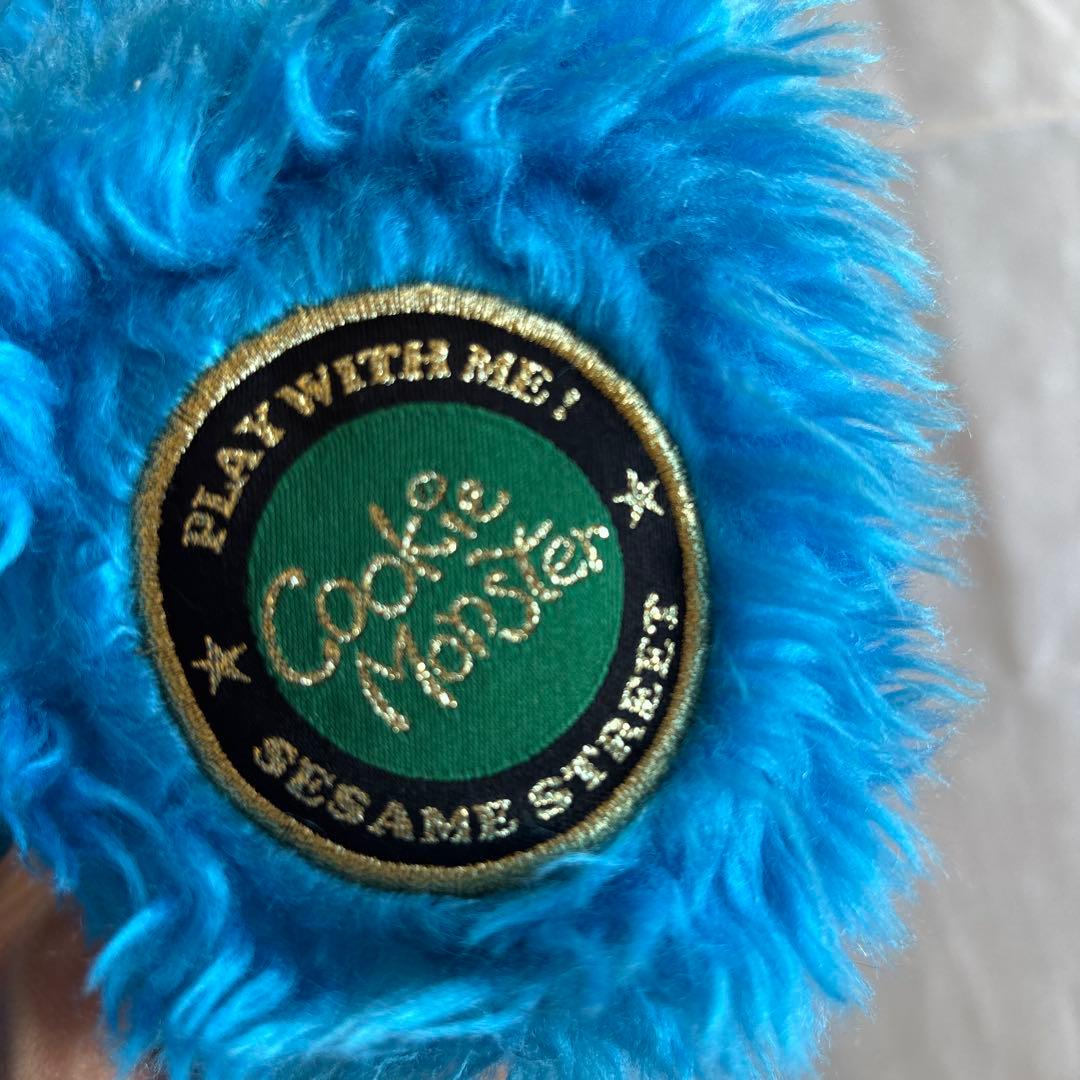 PLAY WITH ME!
Cookie
Monster
SESAME STREET